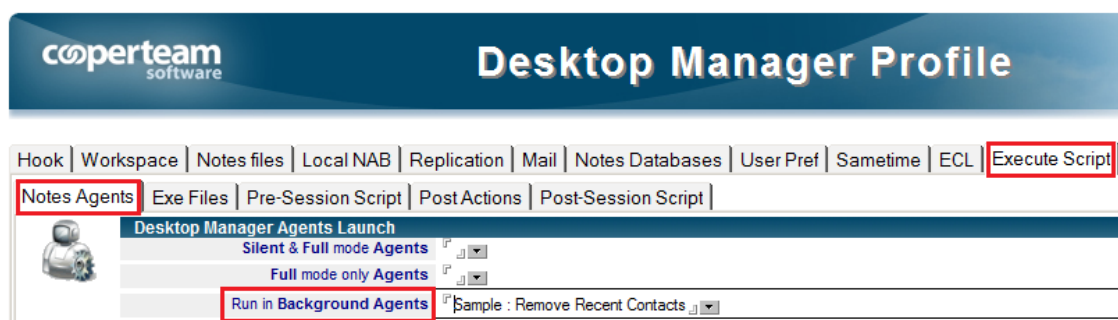 cooperteam
software
Desktop Manager Profile
Hook | Workspace | Notes files | Local NAB | Replication | Mail | Notes Databases | User Pref | Sametime | ECL | Execute Script
Notes Agents | Exe Files | Pre-Session Script | Post Actions | Post-Session Script |
Desktop Manager Agents Launch
Silent & Full mode Agents
Full mode only Agents
Run in Background Agents Sample : Remove Recent Contacts